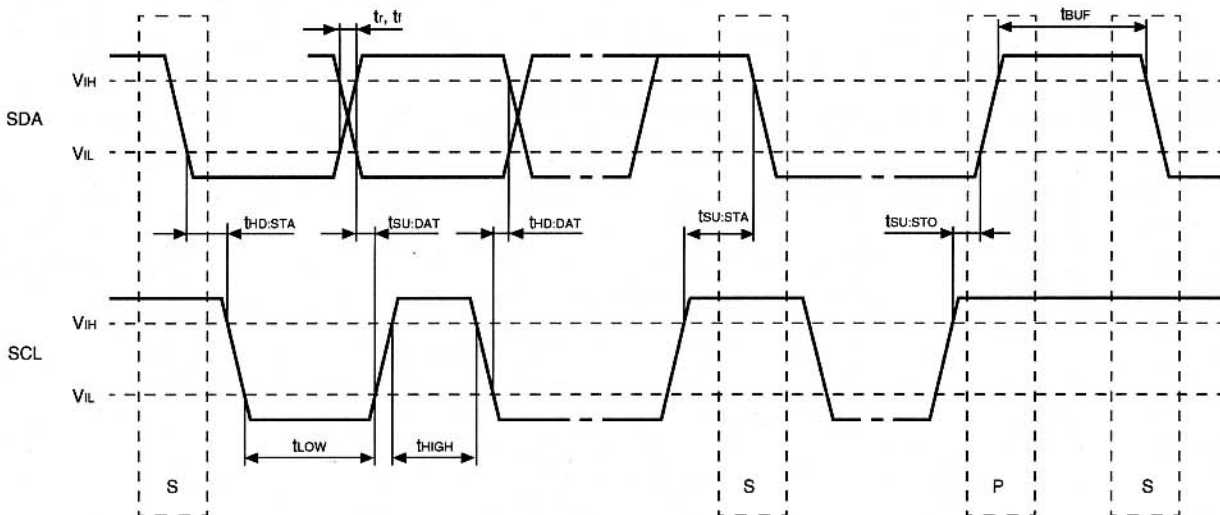 tr, tf
tBUF
VIH
SDA
VIL
tHD:STA
tSU:DAT
tHD:DAT
tSU:STA
tSU:STO
VIH
SCL
VIL
tLOW
tHIGH
S
S
P
S